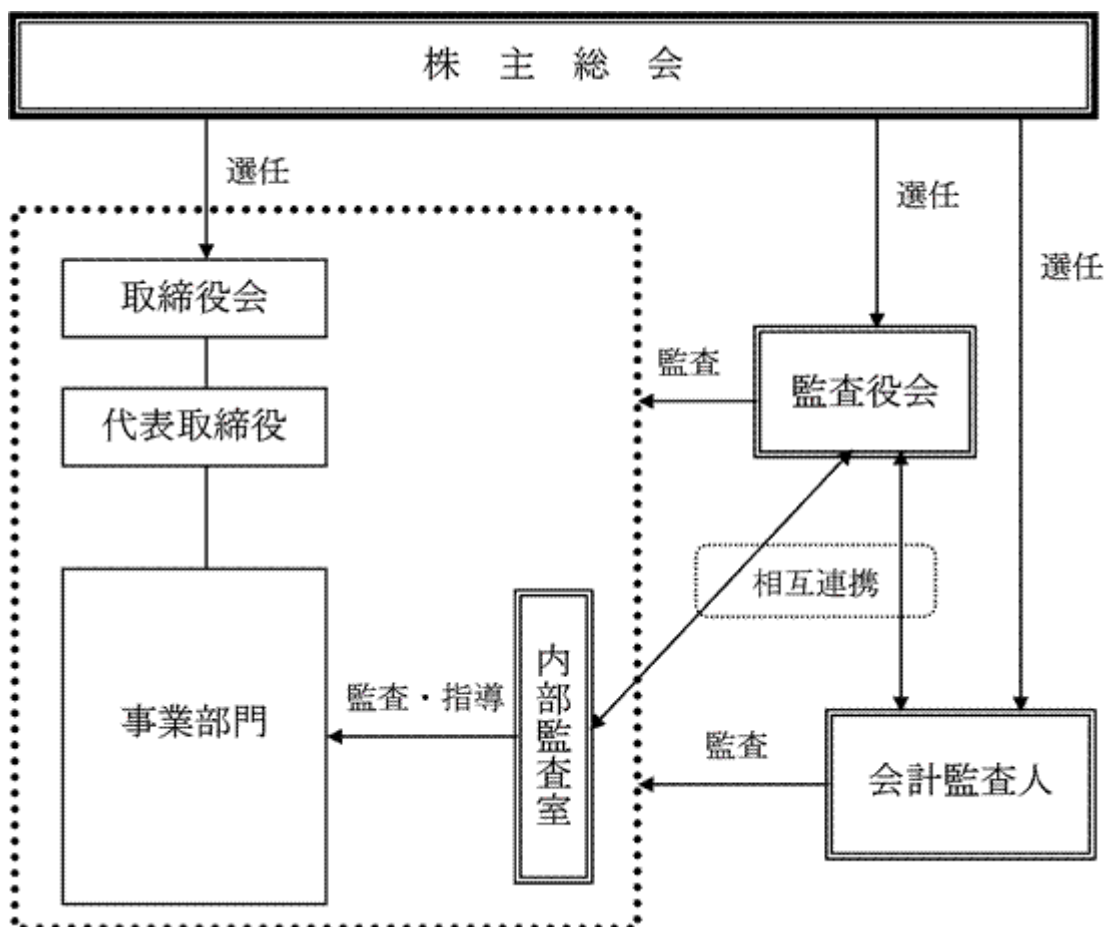 株 主 総 会
選任
選任
選任
取締役会
監査
監査役会
代表取締役
相互連携
内部監査室
監査・指導
事業部門
監査
会計監査人